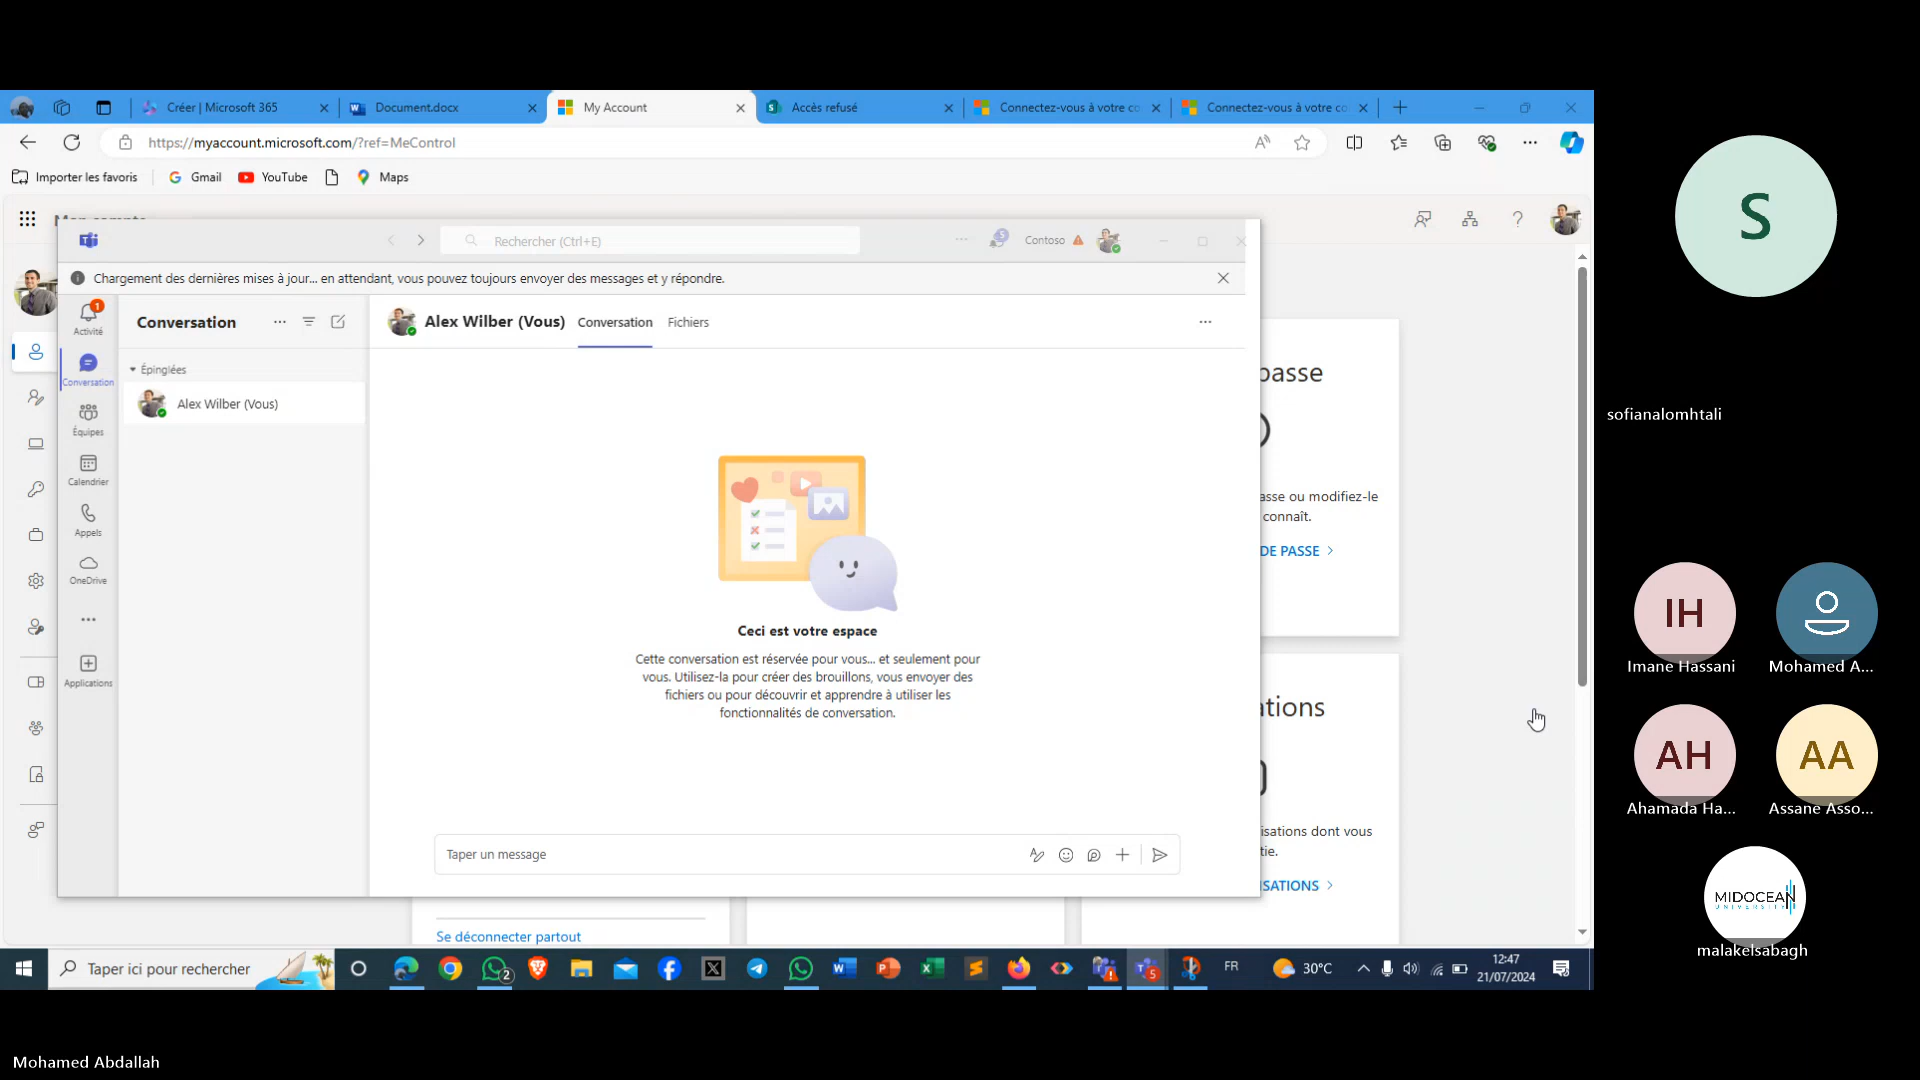 Créer | Microsoft 365
Document.docx
My Account
Accès refusé
Connectez-vous à votre co
Connectez-vous à votre co
https://myaccount.microsoft.com/?ref=MeControl
Importer les favoris
Gmail
YouTube
Maps
Rechercher (Ctrl+E)
Contoso
Chargement des dernières mises à jour... en attendant, vous pouvez toujours envoyer des messages et y répondre.
1
Activité
Conversation
Équipes
Calendrier
Appels
OneDrive
Applications
Conversation
Épinglées
Alex Wilber (Vous)
Alex Wilber (Vous)
Conversation
Fichiers
Ceci est votre espace
Cette conversation est réservée pour vous... et seulement pour
vous. Utilisez-la pour créer des brouillons, vous envoyer des
fichiers ou pour découvrir et apprendre à utiliser les
fonctionnalités de conversation.
Taper un message
passe
asse ou modifiez-le
connaît.
DE PASSE
ations
isations dont vous
tie.
ISATIONS
Se déconnecter partout
Taper ici pour rechercher
2
5
FR
30°C
12:47
21/07/2024
S
sofianalomhtali
IH
Imane Hassani
Mohamed A...
AH
Ahamada Ha...
AA
Assane Asso...
MIDOCEAN
UNIVERSITY
malakelsabagh
Mohamed Abdallah